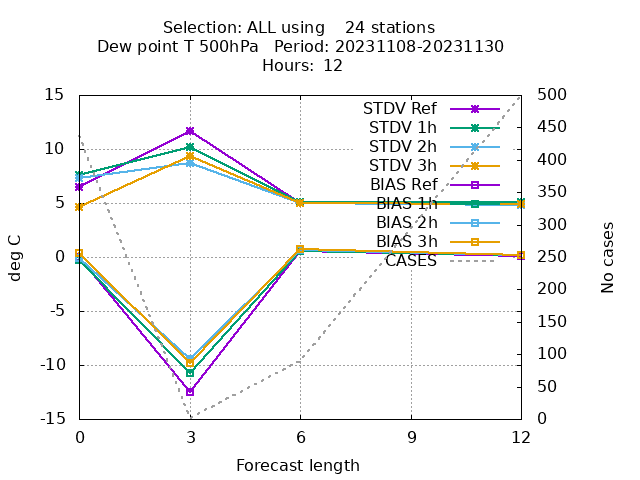 Selection: ALL using    24 stations
Dew point T 500hPa   Period: 20231108-20231130
Hours:  12
15
10
5
0
-5
-10
-15
deg C
500
450
400
350
300
250
200
150
100
50
0
No cases
STDV Ref
STDV 1h
STDV 2h
STDV 3h
BIAS Ref
BIAS 1h
BIAS 2h
BIAS 3h
CASES
0 3 6 9 12
Forecast length